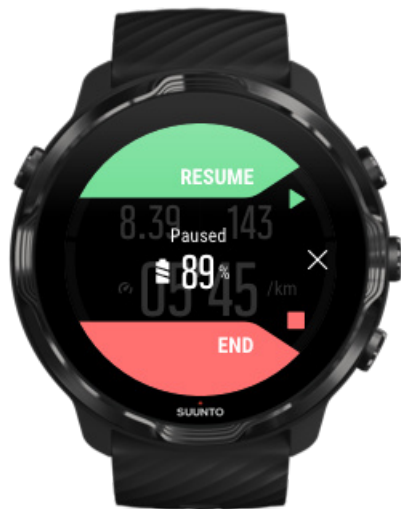 RESUME
8.39 143
Paused
89%
05'45 /km
END
SUUNTO